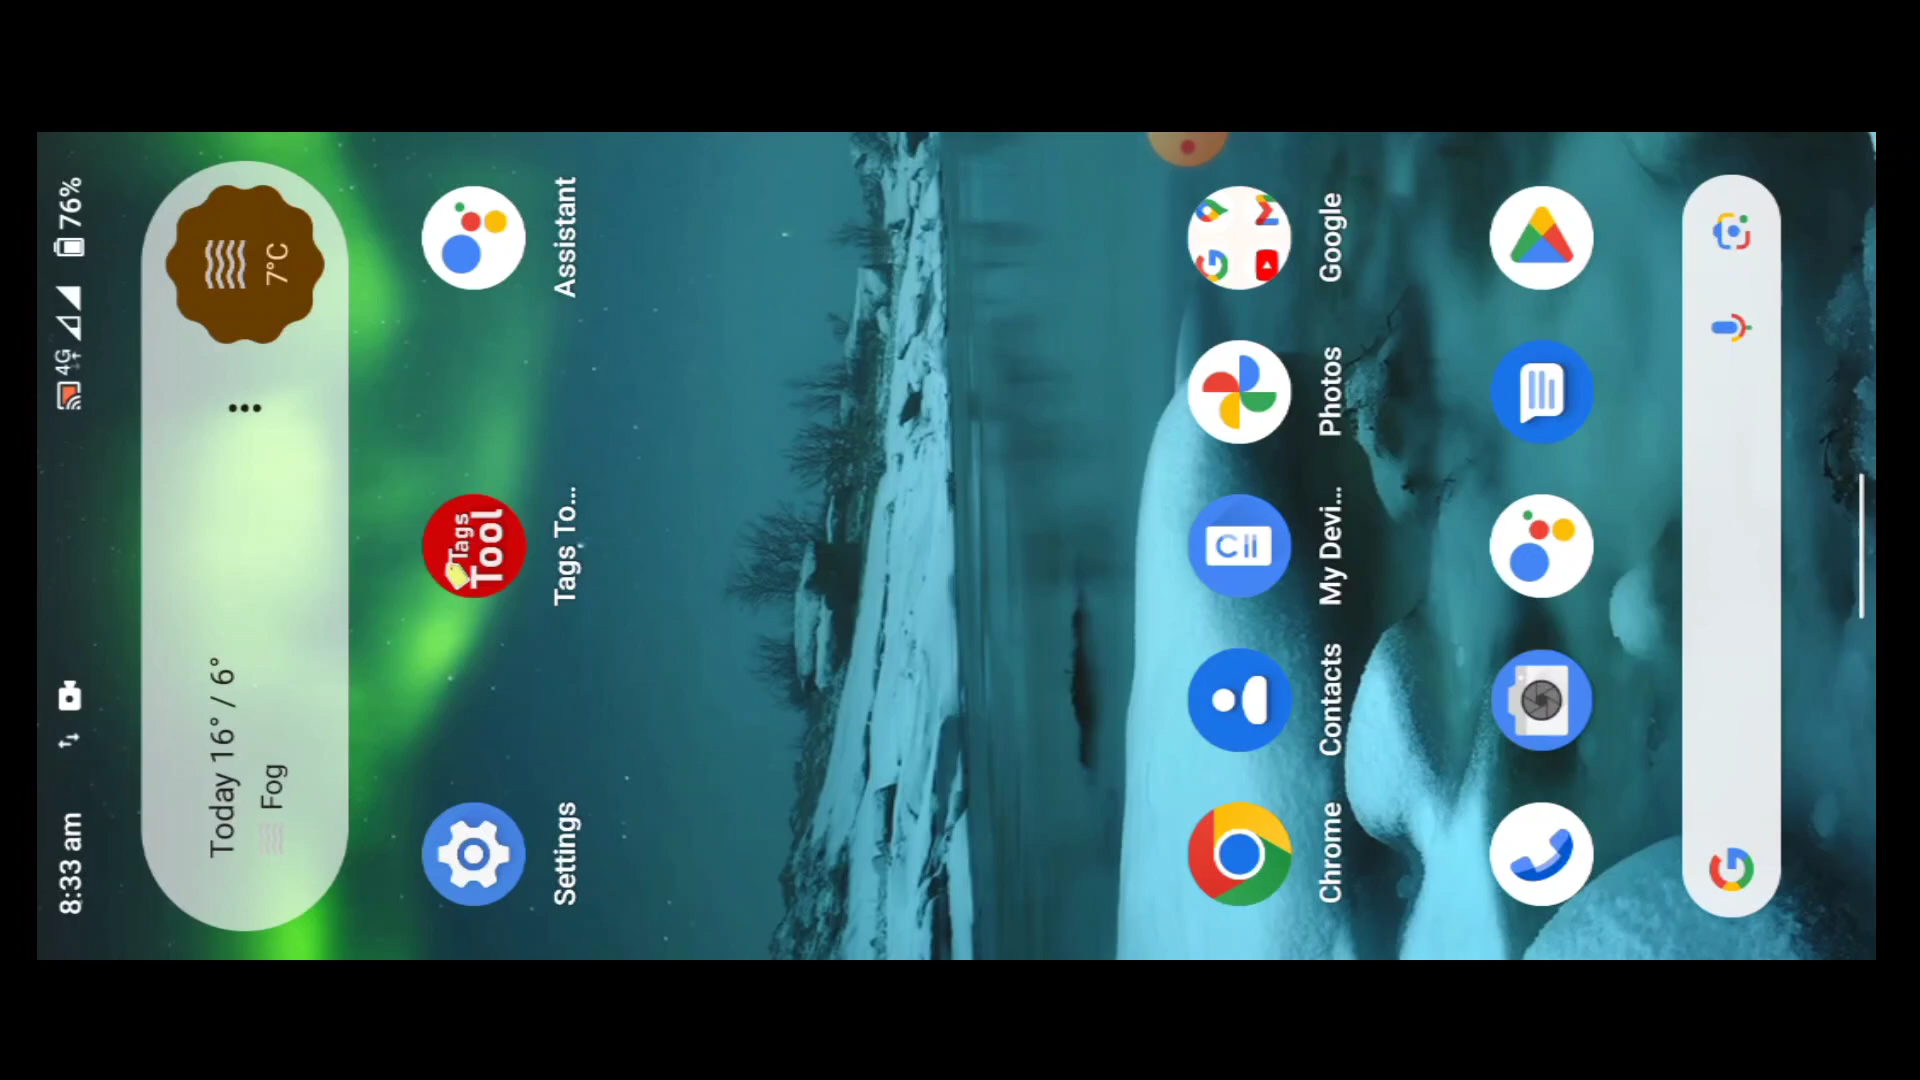 8:33 am
4G
76%
Today 16° / 6°
Fog
7°C
Settings
Tags
Tool
Tags To...
Assistant
Chrome
Contacts
My Devi...
Photos
Google